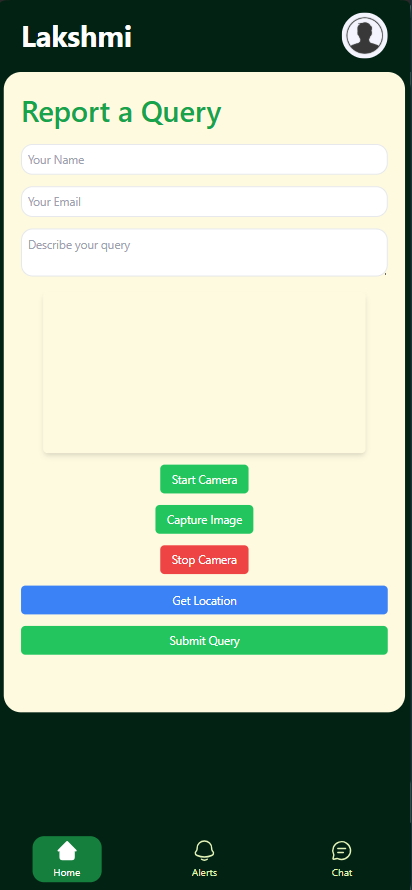 Lakshmi
Report a Query
Your Name
Your Email
Describe your query
Start Camera
Capture Image
Stop Camera
Get Location
Submit Query
Home
Alerts
Chat